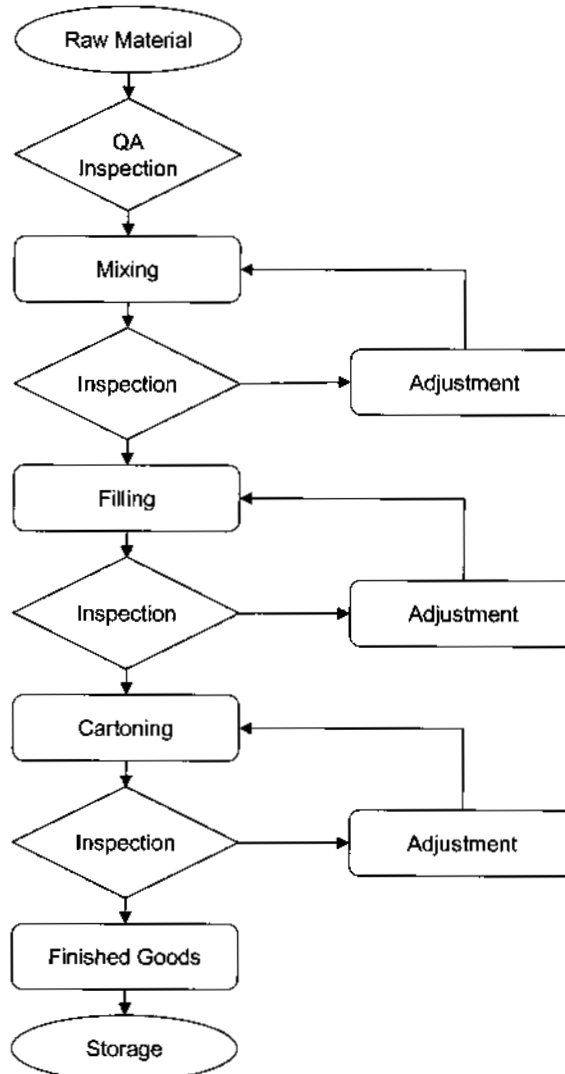 Raw Material
QA
Inspection
Mixing
Inspection
Adjustment
Filling
Inspection
Adjustment
Cartoning
Inspection
Adjustment
Finished Goods
Storage